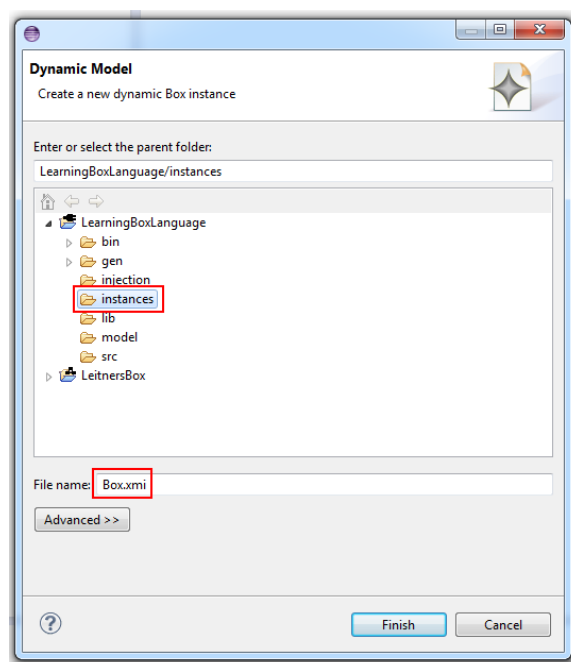 Dynamic Model
Create a new dynamic Box instance
Enter or select the parent folder:
LearningBoxLanguage/instances
LearningBoxLanguage
bin
gen
injection
instances
lib
model
src
LeitnersBox
File name: Box.xmi
Advanced >>
? Finish Cancel